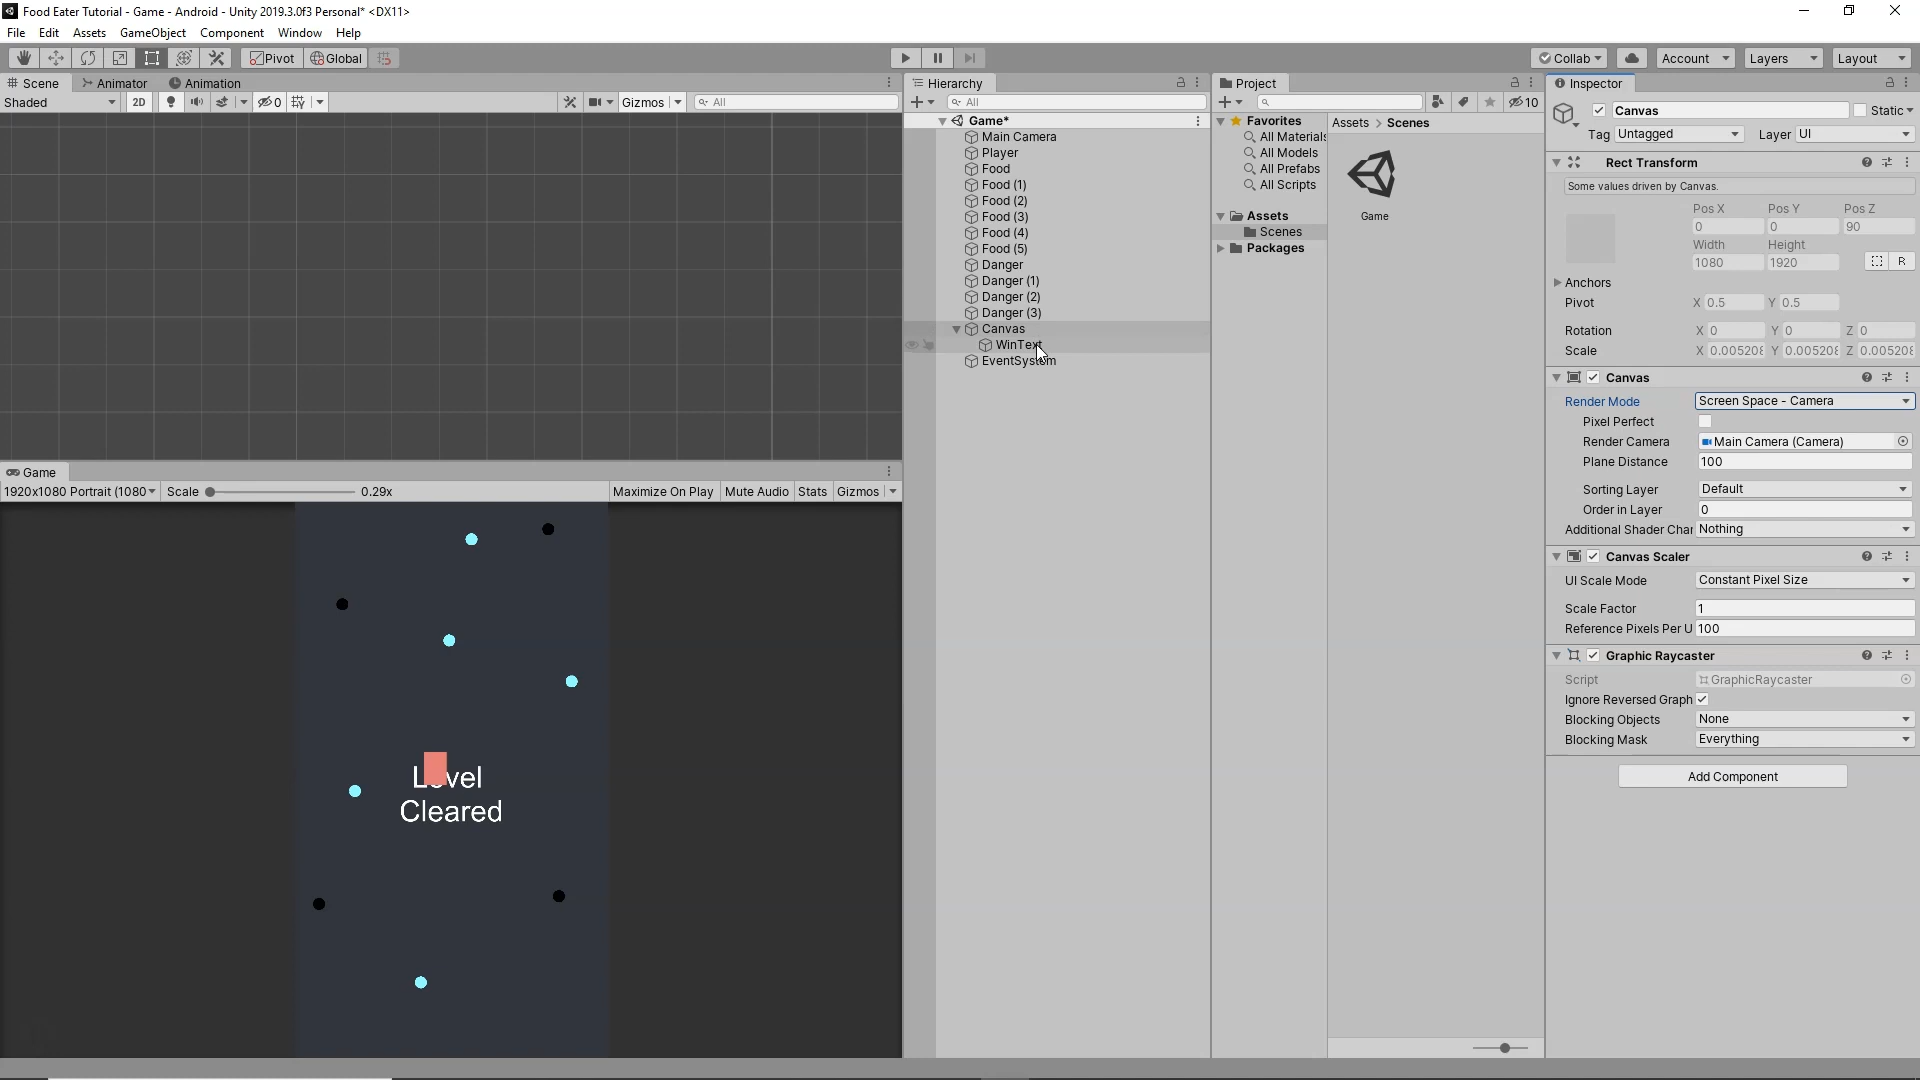 Food Eater Tutorial - Game - Android - Unity 2019.3.0f3 Personal* <DX11>
File Edit Assets GameObject Component Window Help
Pivot Global Collab Account Layers Layout
Scene Animator Animation
Shaded 2D 0 Gizmos All
Game
1920x1080 Portrait (1080 Scale 0.29x Maximize On Play Mute Audio Stats Gizmos
Level
Cleared
Hierarchy
All
Game*
Main Camera
Player
Food
Food (1)
Food (2)
Food (3)
Food (4)
Food (5)
Danger
Danger (1)
Danger (2)
Danger (3)
Canvas
WinText
EventSystem
Project
10
Favorites
All Materials
All Models
All Prefabs
All Scripts
Assets
Scenes
Packages
Assets > Scenes
Game
Inspector
Canvas Static
Tag Untagged Layer UI
Rect Transform
Some values driven by Canvas.
Pos X Pos Y Pos Z
0 0 90
Width Height
1080 1920 R
Anchors
Pivot X 0.5 Y 0.5
Rotation X 0 Y 0 Z 0
Scale X 0.005208 Y 0.005208 Z 0.005208
Canvas
Render Mode Screen Space - Camera
Pixel Perfect
Render Camera Main Camera (Camera)
Plane Distance 100
Sorting Layer Default
Order in Layer 0
Additional Shader Char Nothing
Canvas Scaler
UI Scale Mode Constant Pixel Size
Scale Factor 1
Reference Pixels Per U 100
Graphic Raycaster
Script GraphicRaycaster
Ignore Reversed Graph
Blocking Objects None
Blocking Mask Everything
Add Component